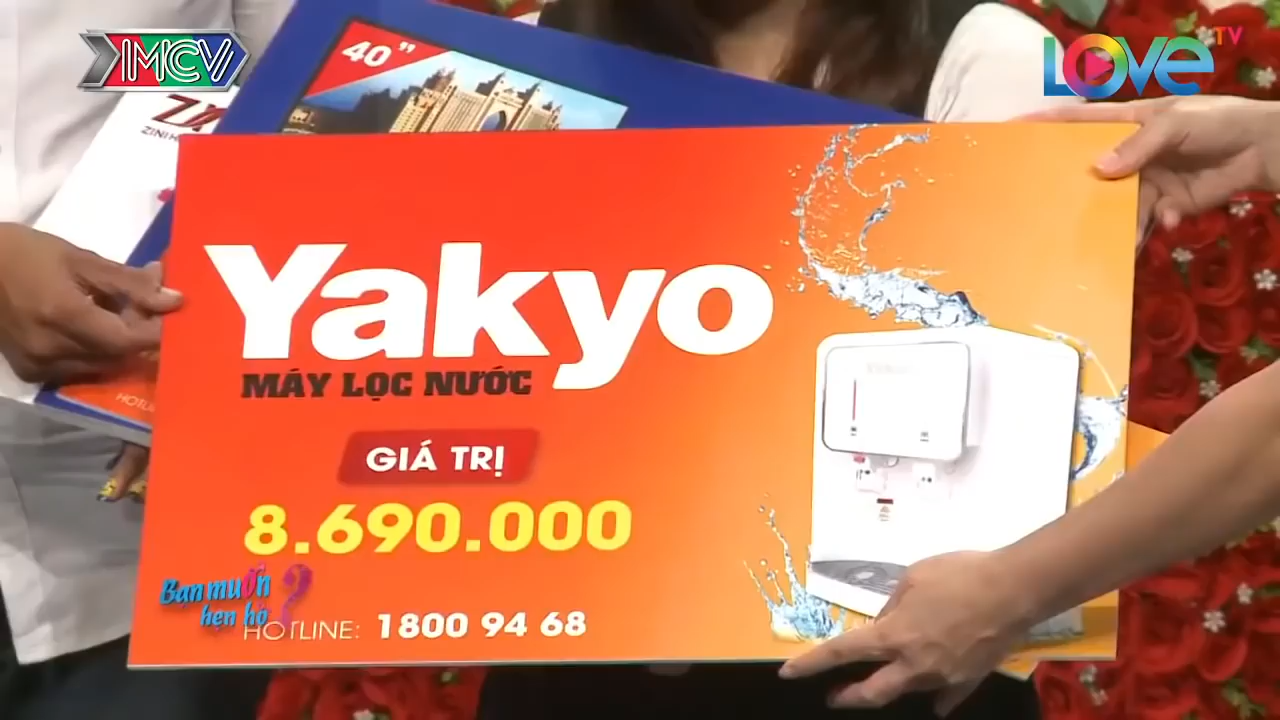 MCV
LOVE TV
40"
Yakyo
MÁY LỌC NƯỚC
GIÁ TRỊ
8.690.000
Bạn muốn
hẹn hò ?
HOTLINE: 1800 94 68